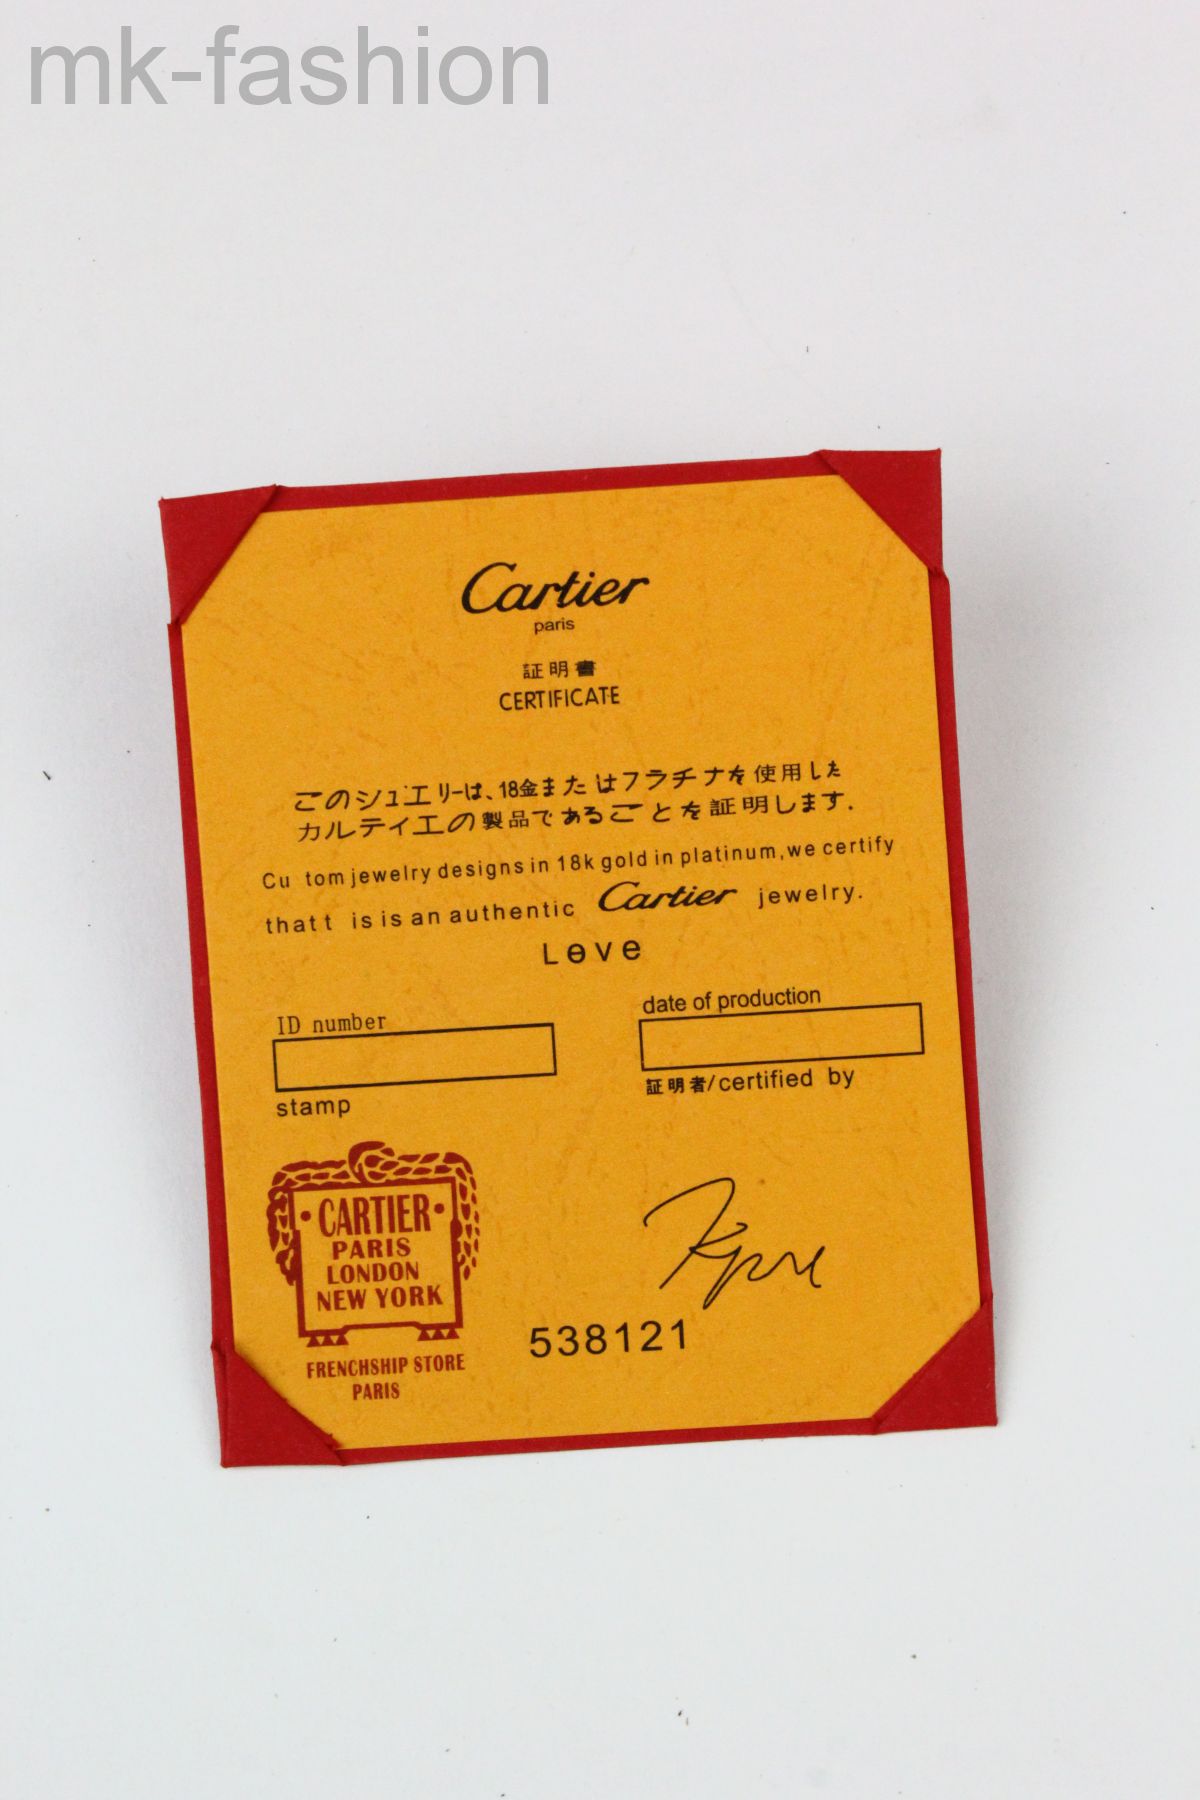 mk-fashion
Cartier
paris
証明書
CERTIFICATE
このジュエリーは、18金またはプラチナを使用した
カルティエの製品であることを証明します.
Cu tom jewelry designs in 18k gold in platinum, we certify
that t is is an authentic Cartier jewelry.
Love
ID number
date of production
stamp
証明者/certified by
·CARTIER·
PARIS
LONDON
NEW YORK
538121
FRENCHSHIP STORE
PARIS